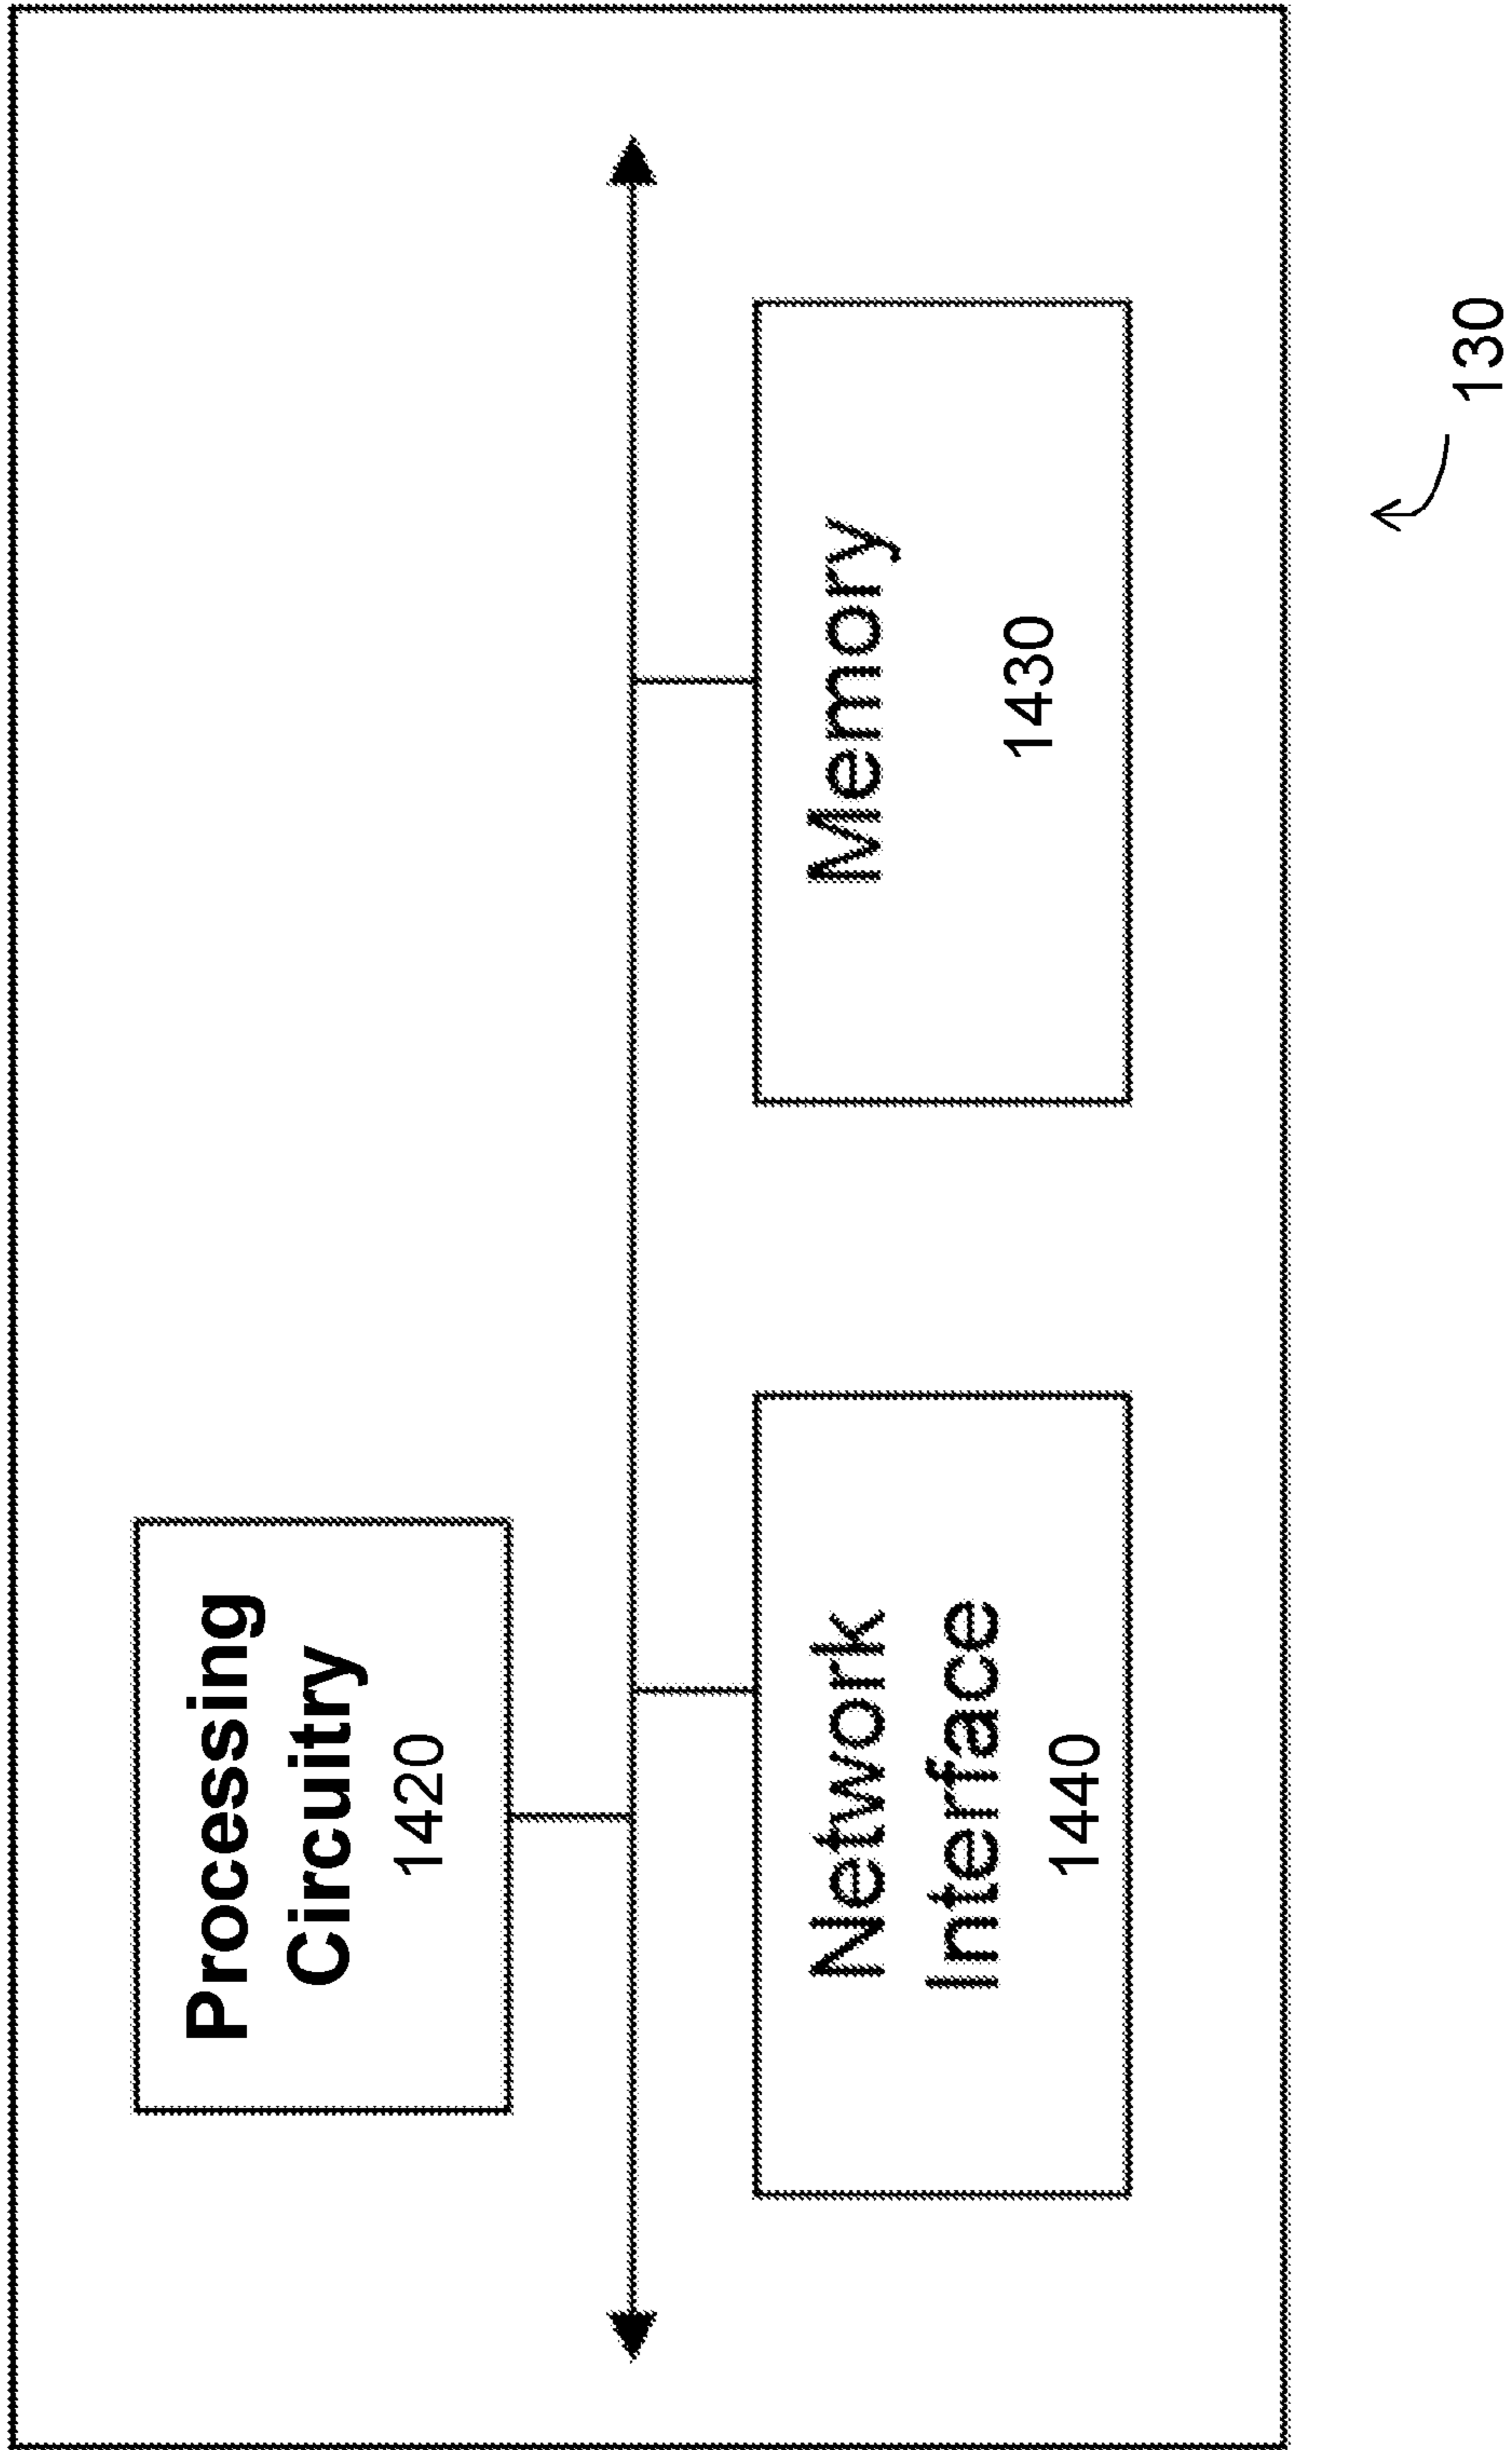 Processing
Circuitry
1420
Network
Interface
1440
Memory
1430
130